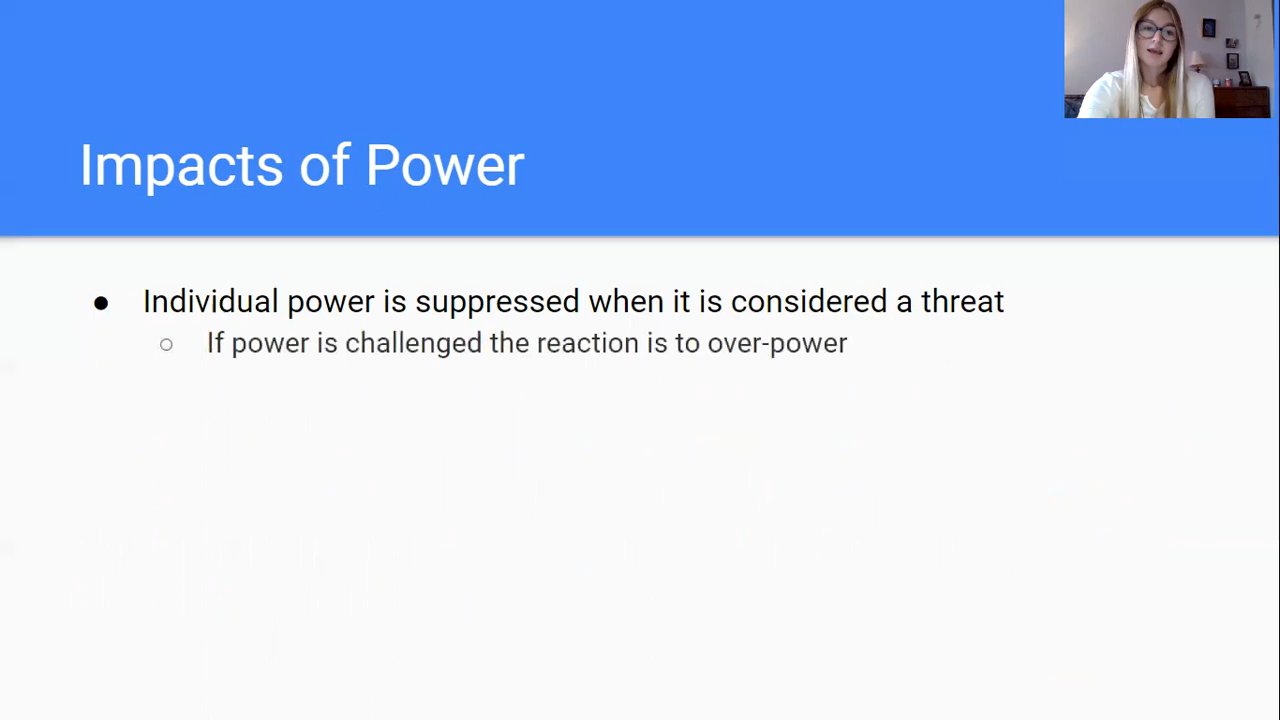 Impacts of Power
● Individual power is suppressed when it is considered a threat
○ If power is challenged the reaction is to over-power